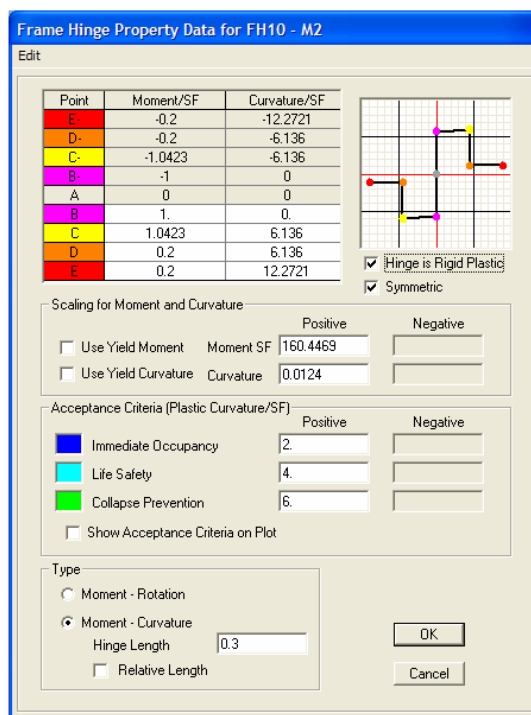 Frame Hinge Property Data for FH10 - M2
Edit
Point Moment/SF Curvature/SF
E- -0.2 -12.2721
D- -0.2 -6.136
C- -1.0423 -6.136
B- -1 0
A 0 0
B 1. 0.
C 1.0423 6.136
D 0.2 6.136
E 0.2 12.2721
Hinge is Rigid Plastic
Symmetric
Scaling for Moment and Curvature
Positive Negative
Use Yield Moment Moment SF 160.4469
Use Yield Curvature Curvature 0.0124
Acceptance Criteria (Plastic Curvature/SF)
Positive Negative
Immediate Occupancy 2.
Life Safety 4.
Collapse Prevention 6.
Show Acceptance Criteria on Plot
Type
Moment - Rotation
Moment - Curvature
Hinge Length 0.3
Relative Length
OK
Cancel